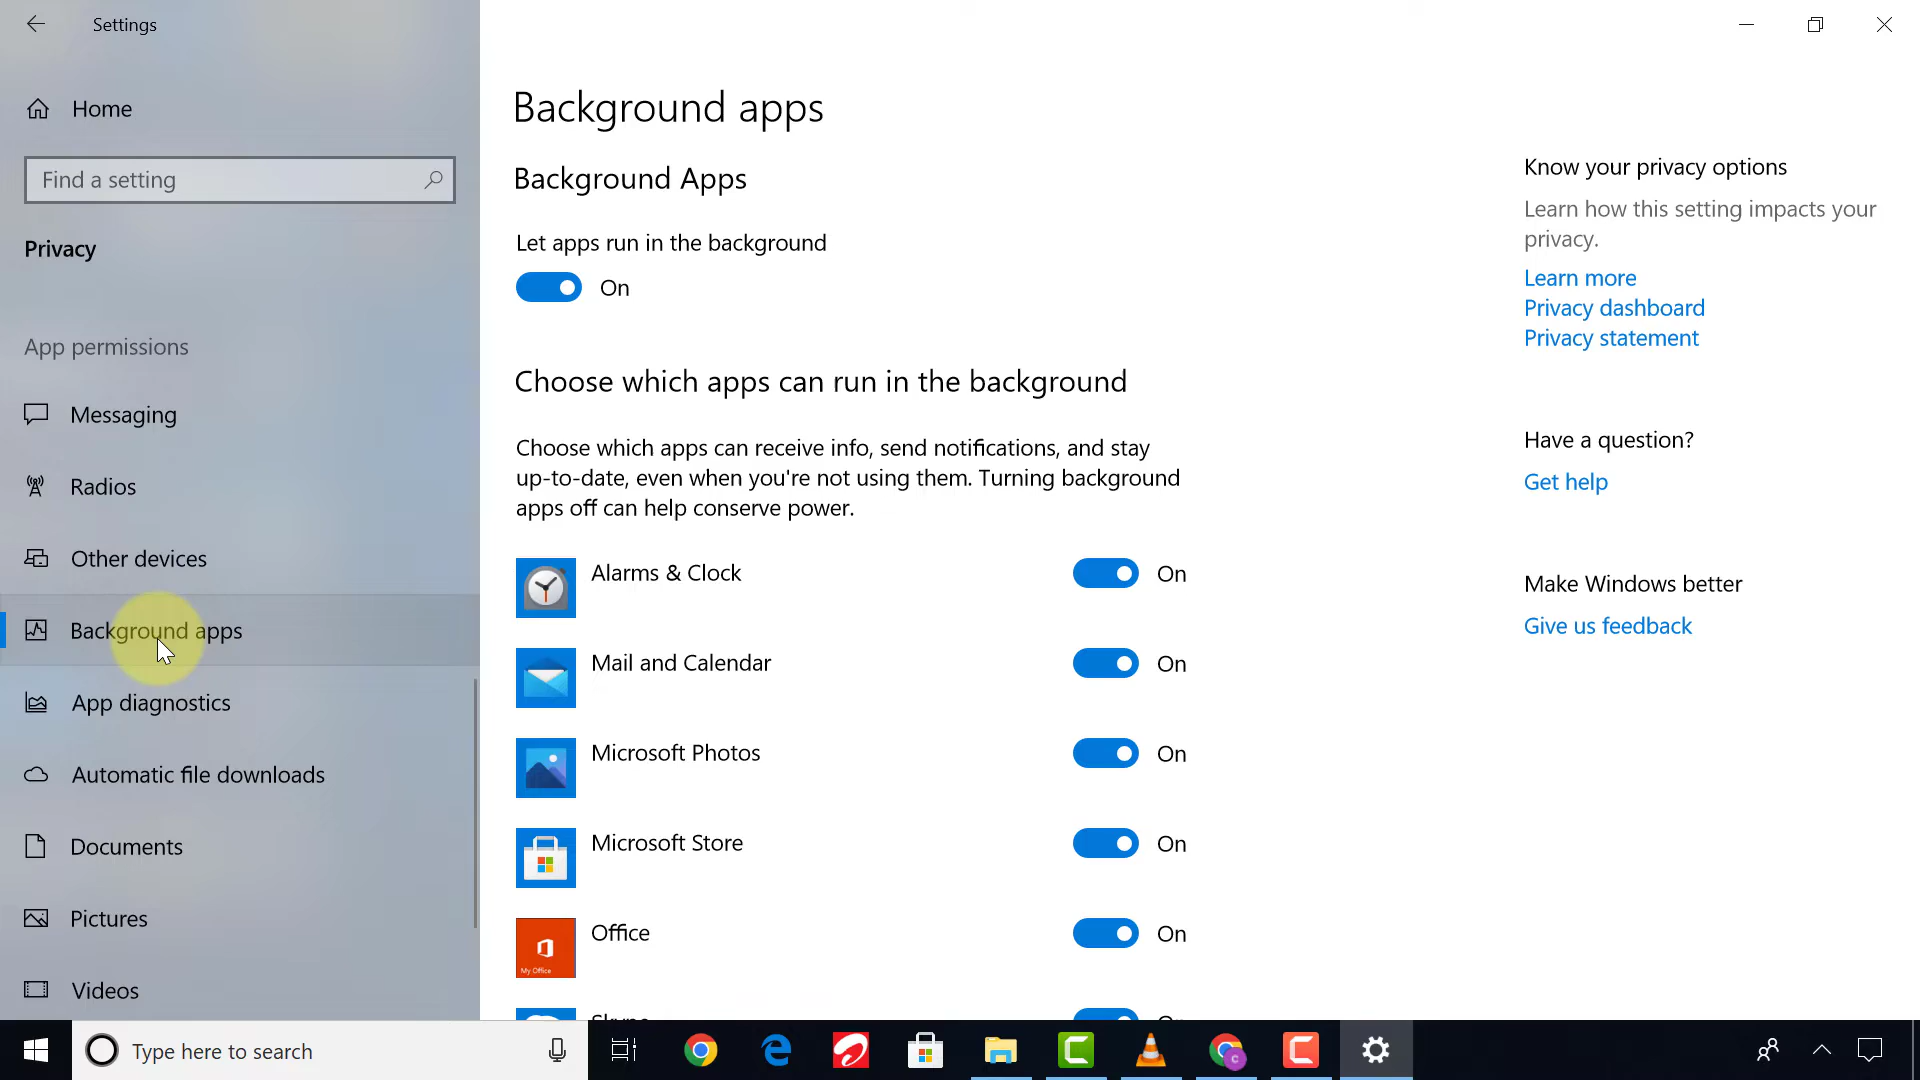 Settings
Home
Find a setting
Privacy
App permissions
Messaging
Radios
Other devices
Background apps
App diagnostics
Automatic file downloads
Documents
Pictures
Videos
Background apps
Background Apps
Let apps run in the background
On
Choose which apps can run in the background
Choose which apps can receive info, send notifications, and stay
up-to-date, even when you're not using them. Turning background
apps off can help conserve power.
Alarms & Clock On
Mail and Calendar On
Microsoft Photos On
Microsoft Store On
My Office
Office On
Skype On
Know your privacy options
Learn how this setting impacts your
privacy.
Learn more
Privacy dashboard
Privacy statement
Have a question?
Get help
Make Windows better
Give us feedback
Type here to search